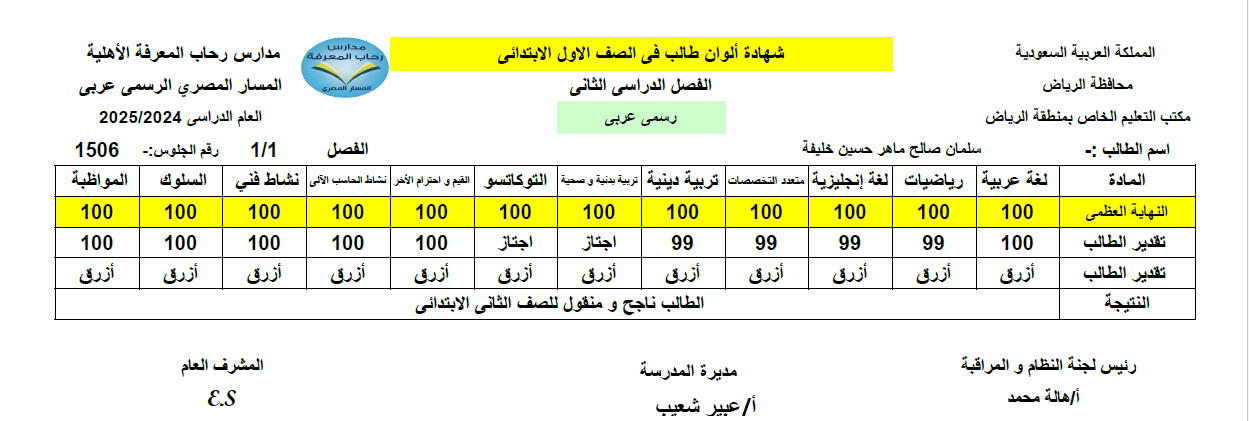 المملكة العربية السعودية
شهادة ألوان طالب فى الصف الاول الابتدائى
مدارس رحاب المعرفة الأهلية
مدارس
رحاب المعرفة
المسار المصري
محافظة الرياض
الفصل الدراسى الثانى
المسار المصري الرسمى عربى
مكتب التعليم الخاص بمنطقة الرياض
رسمى عربى
العام الدراسى 2025/2024
اسم الطالب :- سلمان صالح ماهر حسين خليفة الفصل 1/1 رقم الجلوس:- 1506
المادة لغة عربية رياضيات لغة إنجليزية متعدد التخصصات تربية دينية تربية بدنية و صحية التوكاتسو القيم و احترام الأخر نشاط الحاسب الآلى نشاط فني السلوك المواظبة
النهاية العظمى 100 100 100 100 100 100 100 100 100 100 100 100
تقدير الطالب 100 99 99 99 99 اجتاز اجتاز 100 100 100 100 100
تقدير الطالب أزرق أزرق أزرق أزرق أزرق أزرق أزرق أزرق أزرق أزرق أزرق أزرق
النتيجة الطالب ناجح و منقول للصف الثانى الابتدائى
رئيس لجنة النظام و المراقبة
أ/هالة محمد
مديرة المدرسة
أ/عبير شعيب
المشرف العام
E.S